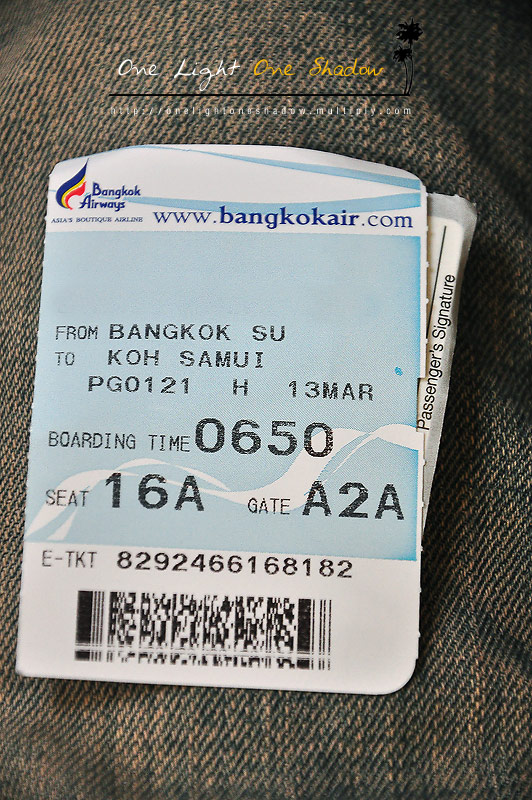 One Light One Shadow
http://onelightoneshadow.multiply.com
Bangkok
Airways
ASIA'S BOUTIQUE AIRLINE
www.bangkokair.com
FROM BANGKOK SU
TO KOH SAMUI
PG0121 H 13MAR
BOARDING TIME 0650
SEAT 16A GATE A2A
E-TKT 8292466168182
Passenger's Signature